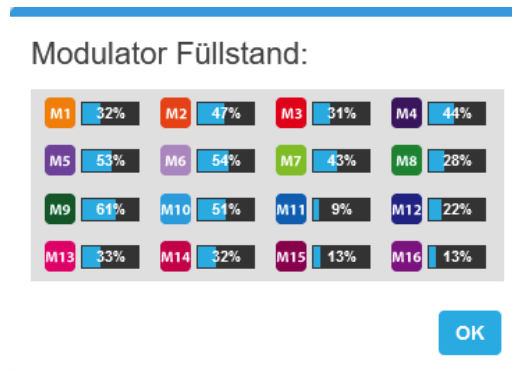 Modulator Füllstand:
M1 32% M2 47% M3 31% M4 44%
M5 53% M6 54% M7 43% M8 28%
M9 61% M10 51% M11 9% M12 22%
M13 33% M14 32% M15 13% M16 13%
OK